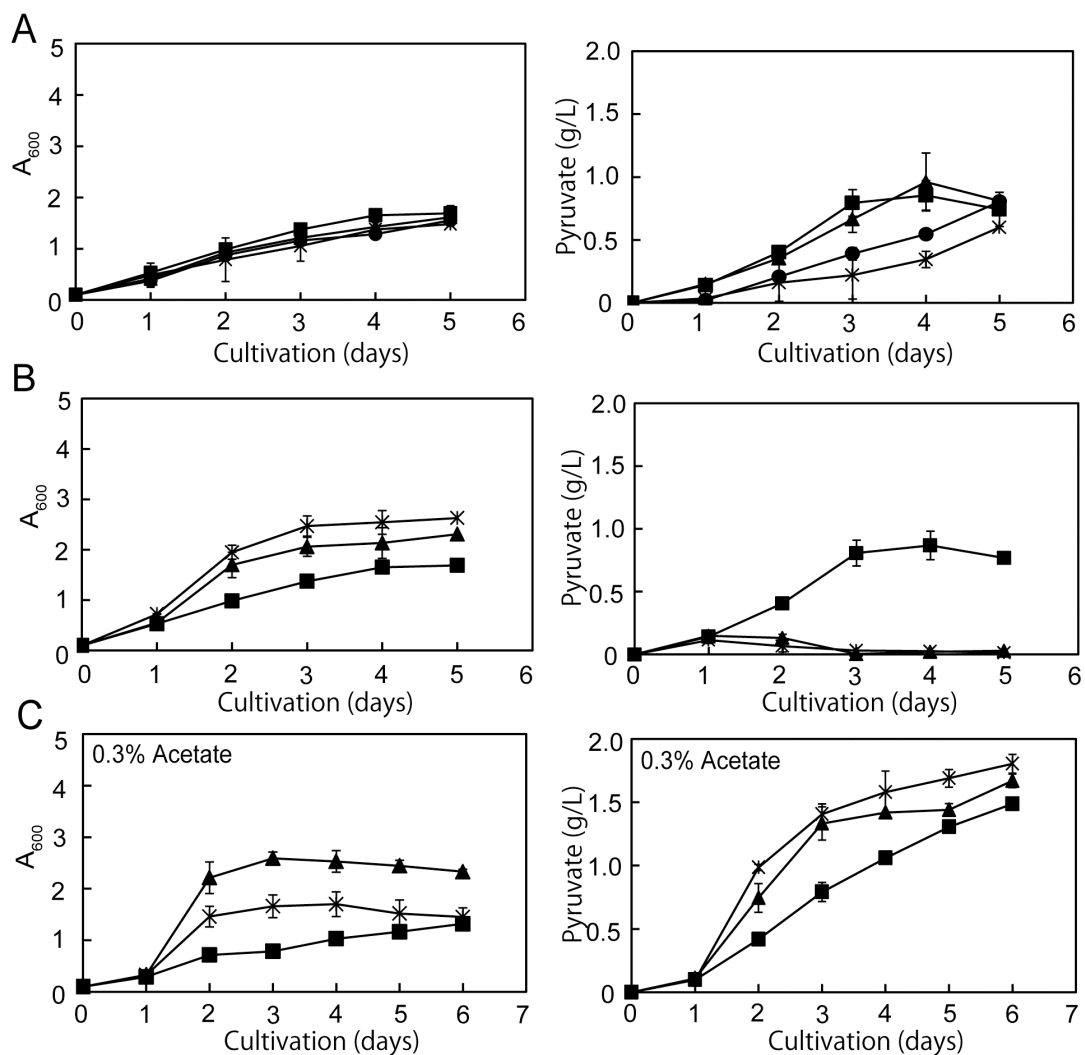 A
5
4
3
2
1
0
A600
0 1 2 3 4 5 6
Cultivation (days)
2.0
1.5
1.0
0.5
0
Pyruvate (g/L)
0 1 2 3 4 5 6
Cultivation (days)
B
5
4
3
2
1
0
A600
0 1 2 3 4 5 6
Cultivation (days)
2.0
1.5
1.0
0.5
0
Pyruvate (g/L)
0 1 2 3 4 5 6
Cultivation (days)
C
0.3% Acetate
5
4
3
2
1
0
A600
0 1 2 3 4 5 6 7
Cultivation (days)
0.3% Acetate
2.0
1.5
1.0
0.5
0
Pyruvate (g/L)
0 1 2 3 4 5 6 7
Cultivation (days)